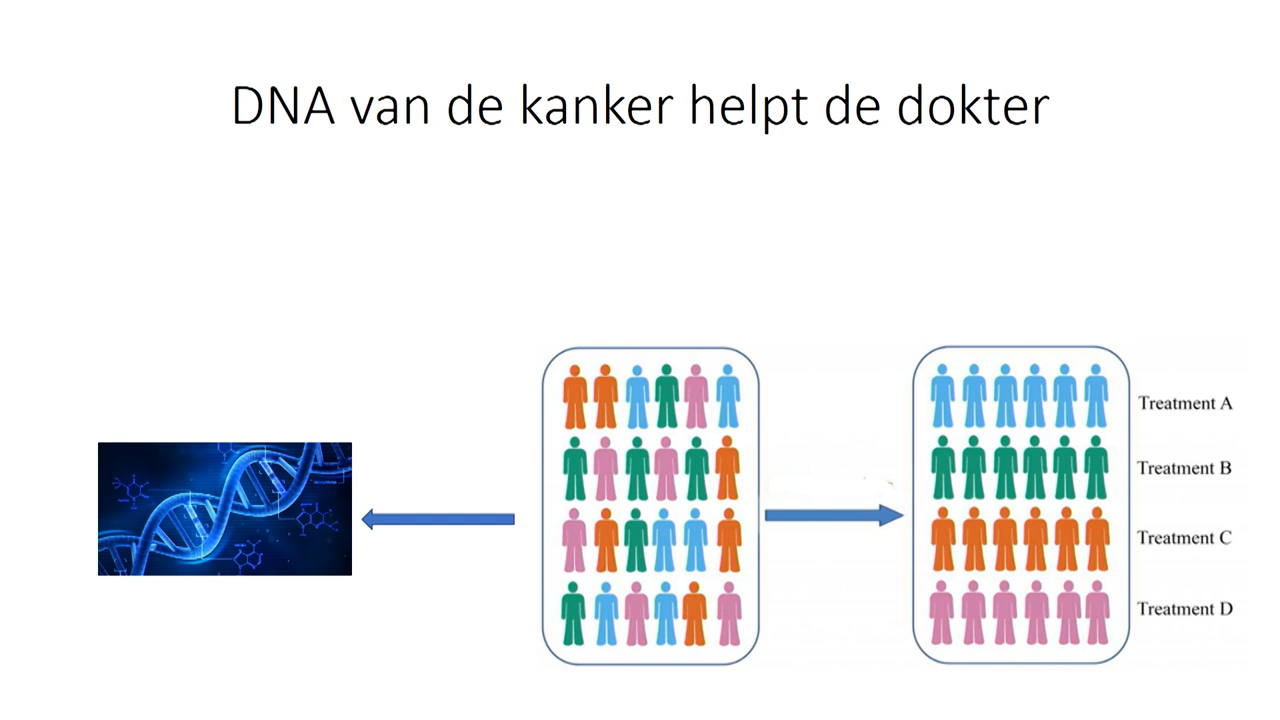 DNA van de kanker helpt de dokter
Treatment A
Treatment B
Treatment C
Treatment D